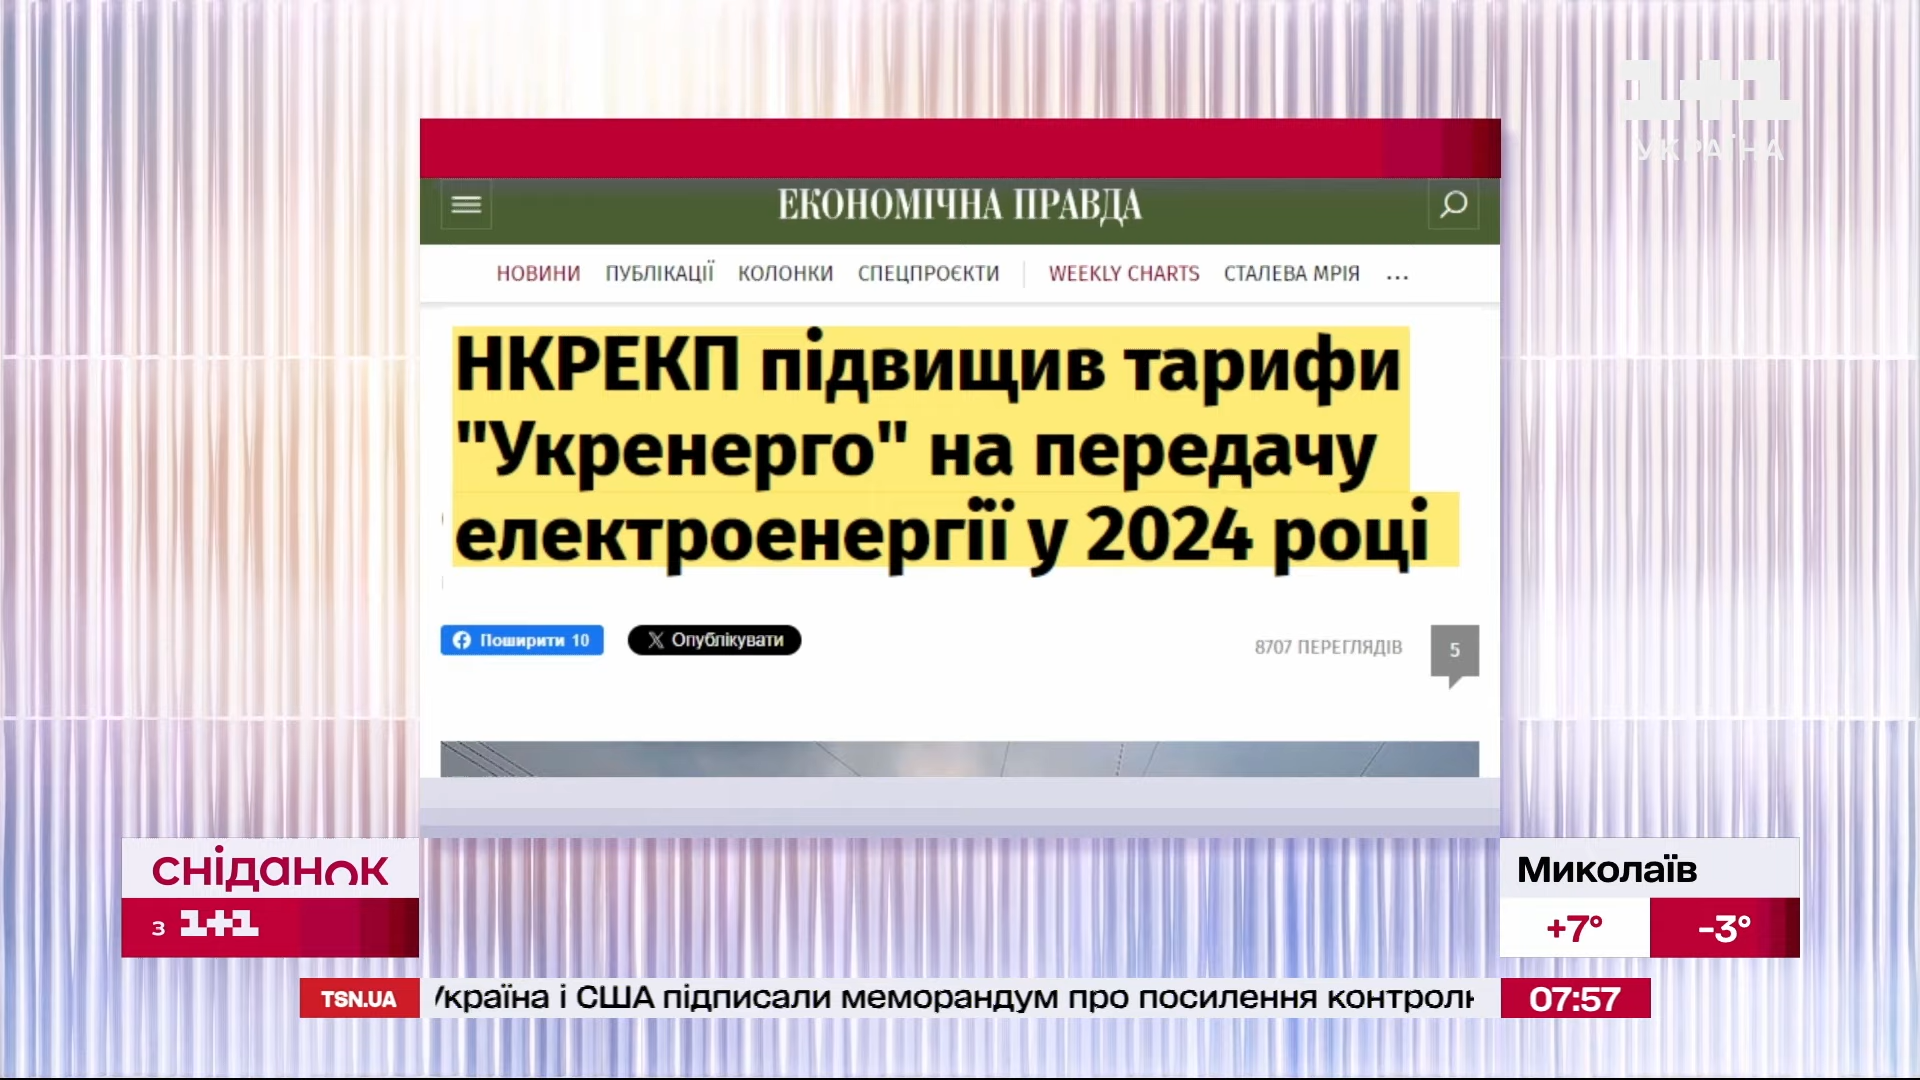 1+1
УКРАЇНА
ЕКОНОМІЧНА ПРАВДА
НОВИНИ ПУБЛІКАЦІЇ КОЛОНКИ СПЕЦПРОЄКТИ WEEKLY CHARTS СТАЛЕВА МРІЯ ...
НКРЕКП підвищив тарифи
"Укренерго" на передачу
електроенергії у 2024 році
Поширити 10 Опублікувати 8707 ПЕРЕГЛЯДІВ 5
СНІДАНОК
з 1+1
Миколаїв
+7° -3°
TSN.UA Україна і США підписали меморандум про посилення 07:57